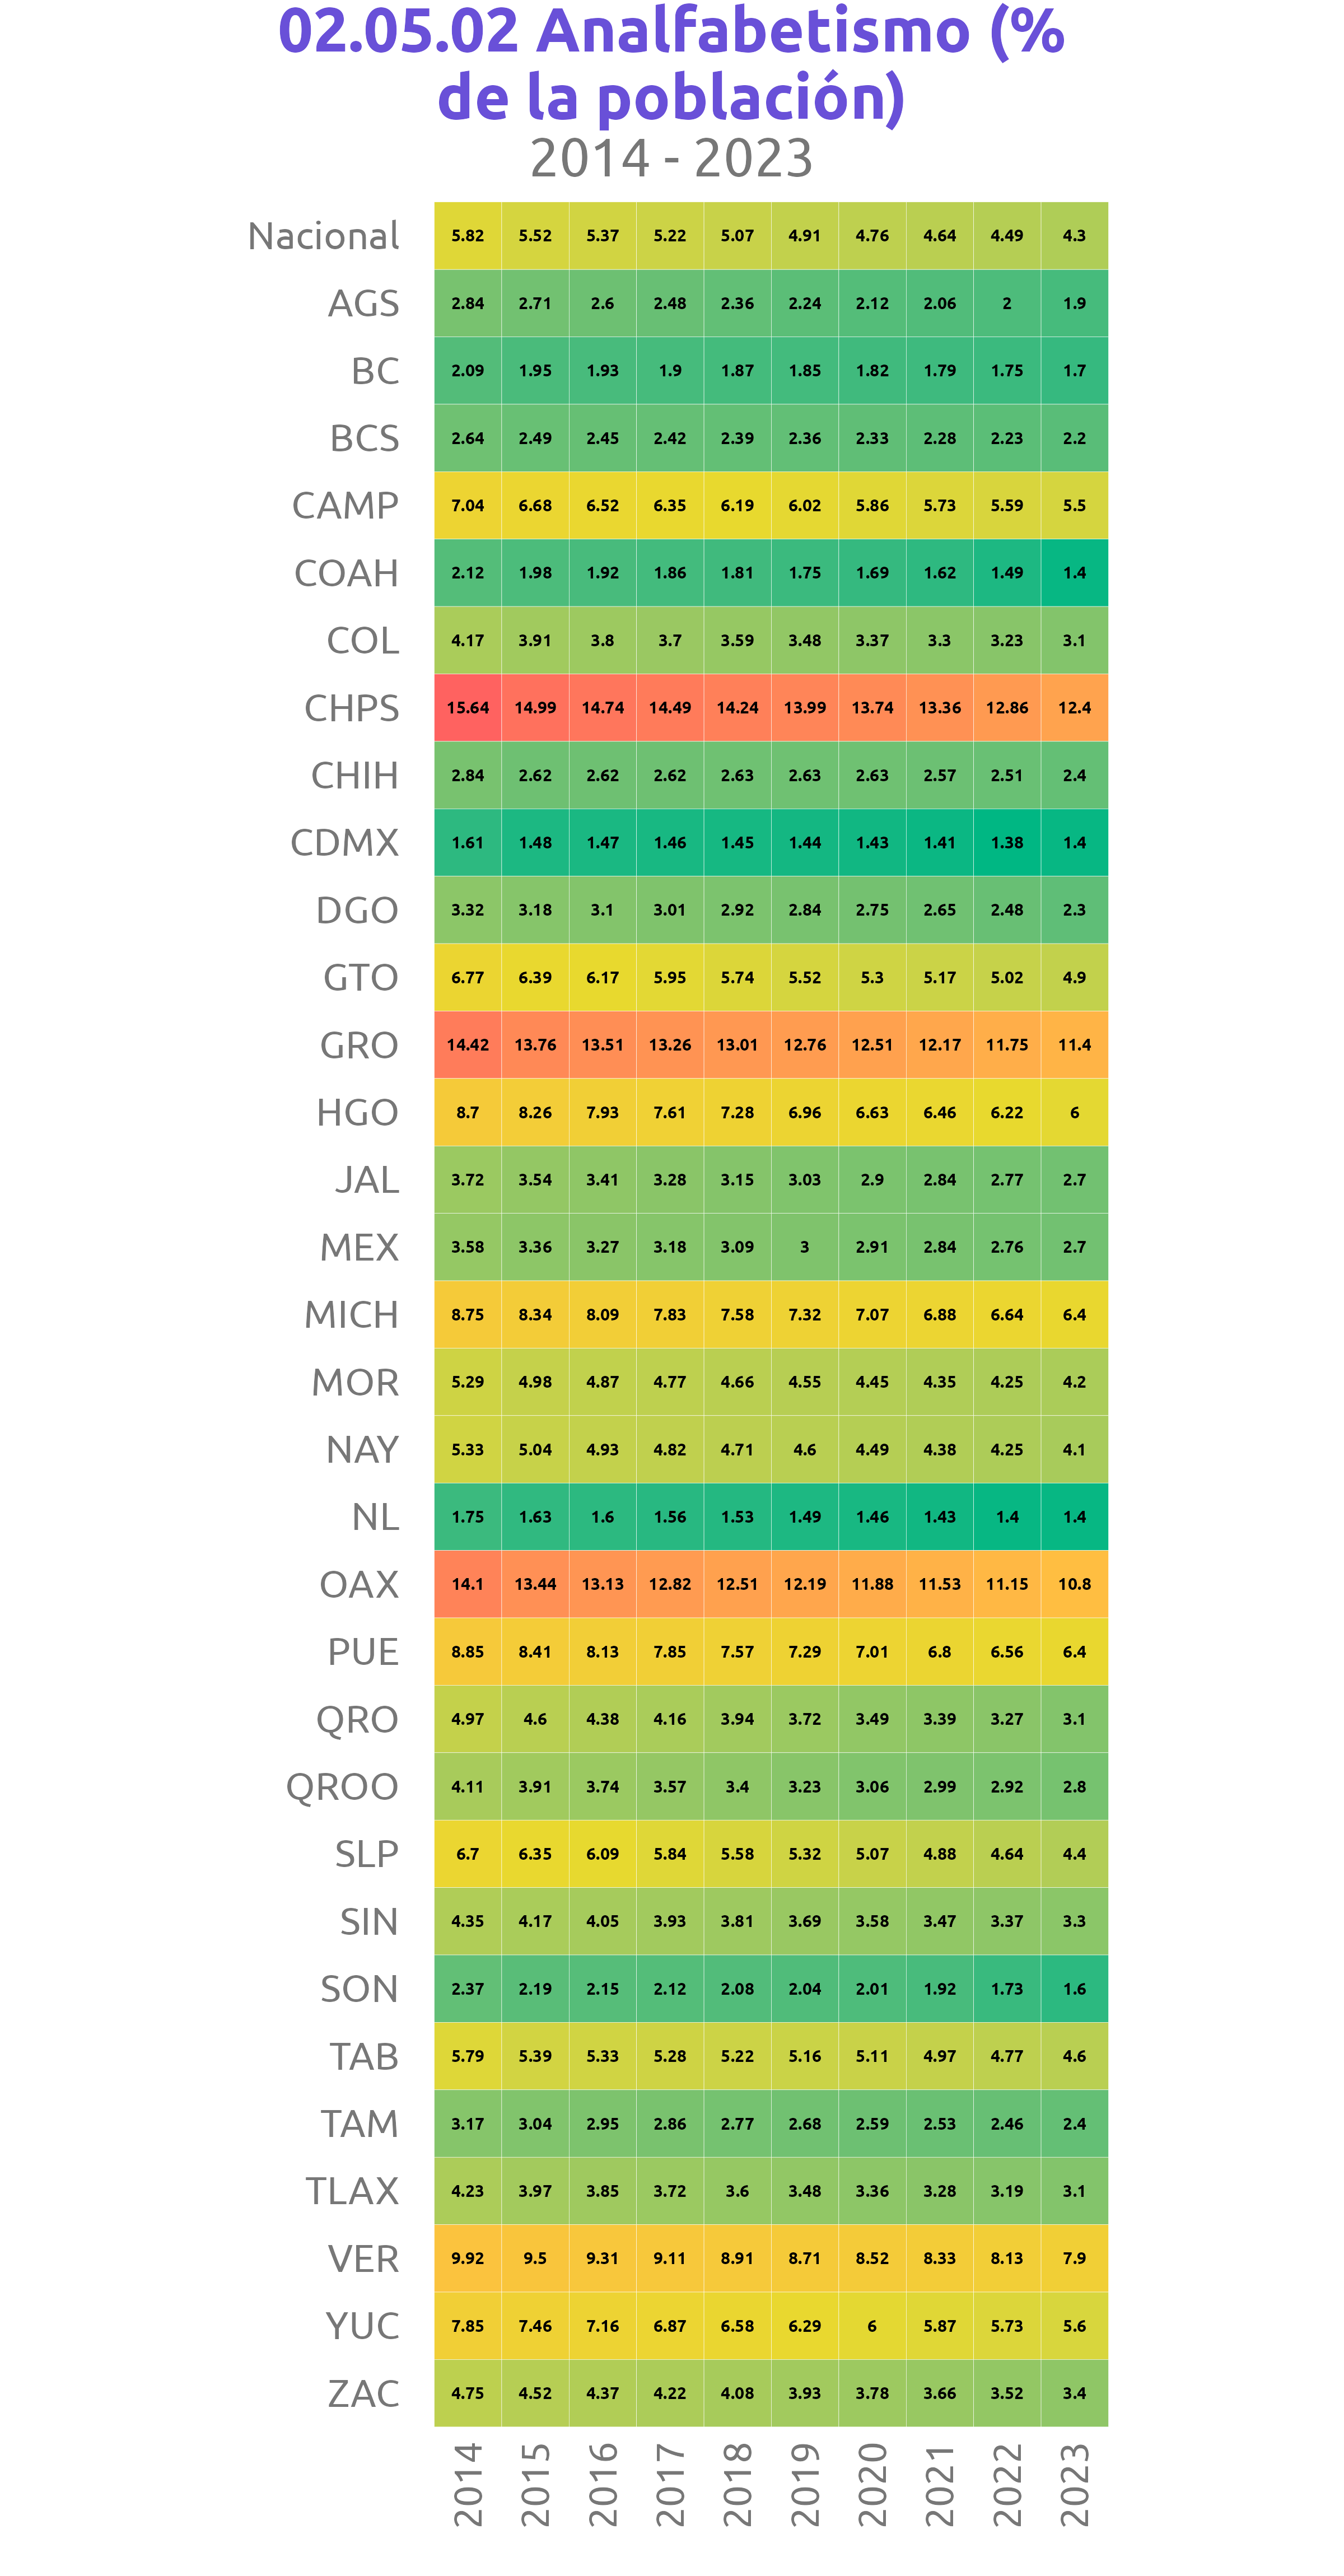 02.05.02 Analfabetismo (%
de la población)
2014 - 2023
Nacional 5.82 5.52 5.37 5.22 5.07 4.91 4.76 4.64 4.49 4.3
AGS 2.84 2.71 2.6 2.48 2.36 2.24 2.12 2.06 2 1.9
BC 2.09 1.95 1.93 1.9 1.87 1.85 1.82 1.79 1.75 1.7
BCS 2.64 2.49 2.45 2.42 2.39 2.36 2.33 2.28 2.23 2.2
CAMP 7.04 6.68 6.52 6.35 6.19 6.02 5.86 5.73 5.59 5.5
COAH 2.12 1.98 1.92 1.86 1.81 1.75 1.69 1.62 1.49 1.4
COL 4.17 3.91 3.8 3.7 3.59 3.48 3.37 3.3 3.23 3.1
CHPS 15.64 14.99 14.74 14.49 14.24 13.99 13.74 13.36 12.86 12.4
CHIH 2.84 2.62 2.62 2.62 2.63 2.63 2.63 2.57 2.51 2.4
CDMX 1.61 1.48 1.47 1.46 1.45 1.44 1.43 1.41 1.38 1.4
DGO 3.32 3.18 3.1 3.01 2.92 2.84 2.75 2.65 2.48 2.3
GTO 6.77 6.39 6.17 5.95 5.74 5.52 5.3 5.17 5.02 4.9
GRO 14.42 13.76 13.51 13.26 13.01 12.76 12.51 12.17 11.75 11.4
HGO 8.7 8.26 7.93 7.61 7.28 6.96 6.63 6.46 6.22 6
JAL 3.72 3.54 3.41 3.28 3.15 3.03 2.9 2.84 2.77 2.7
MEX 3.58 3.36 3.27 3.18 3.09 3 2.91 2.84 2.76 2.7
MICH 8.75 8.34 8.09 7.83 7.58 7.32 7.07 6.88 6.64 6.4
MOR 5.29 4.98 4.87 4.77 4.66 4.55 4.45 4.35 4.25 4.2
NAY 5.33 5.04 4.93 4.82 4.71 4.6 4.49 4.38 4.25 4.1
NL 1.75 1.63 1.6 1.56 1.53 1.49 1.46 1.43 1.4 1.4
OAX 14.1 13.44 13.13 12.82 12.51 12.19 11.88 11.53 11.15 10.8
PUE 8.85 8.41 8.13 7.85 7.57 7.29 7.01 6.8 6.56 6.4
QRO 4.97 4.6 4.38 4.16 3.94 3.72 3.49 3.39 3.27 3.1
QROO 4.11 3.91 3.74 3.57 3.4 3.23 3.06 2.99 2.92 2.8
SLP 6.7 6.35 6.09 5.84 5.58 5.32 5.07 4.88 4.64 4.4
SIN 4.35 4.17 4.05 3.93 3.81 3.69 3.58 3.47 3.37 3.3
SON 2.37 2.19 2.15 2.12 2.08 2.04 2.01 1.92 1.73 1.6
TAB 5.79 5.39 5.33 5.28 5.22 5.16 5.11 4.97 4.77 4.6
TAM 3.17 3.04 2.95 2.86 2.77 2.68 2.59 2.53 2.46 2.4
TLAX 4.23 3.97 3.85 3.72 3.6 3.48 3.36 3.28 3.19 3.1
VER 9.92 9.5 9.31 9.11 8.91 8.71 8.52 8.33 8.13 7.9
YUC 7.85 7.46 7.16 6.87 6.58 6.29 6 5.87 5.73 5.6
ZAC 4.75 4.52 4.37 4.22 4.08 3.93 3.78 3.66 3.52 3.4
2014 2015 2016 2017 2018 2019 2020 2021 2022 2023